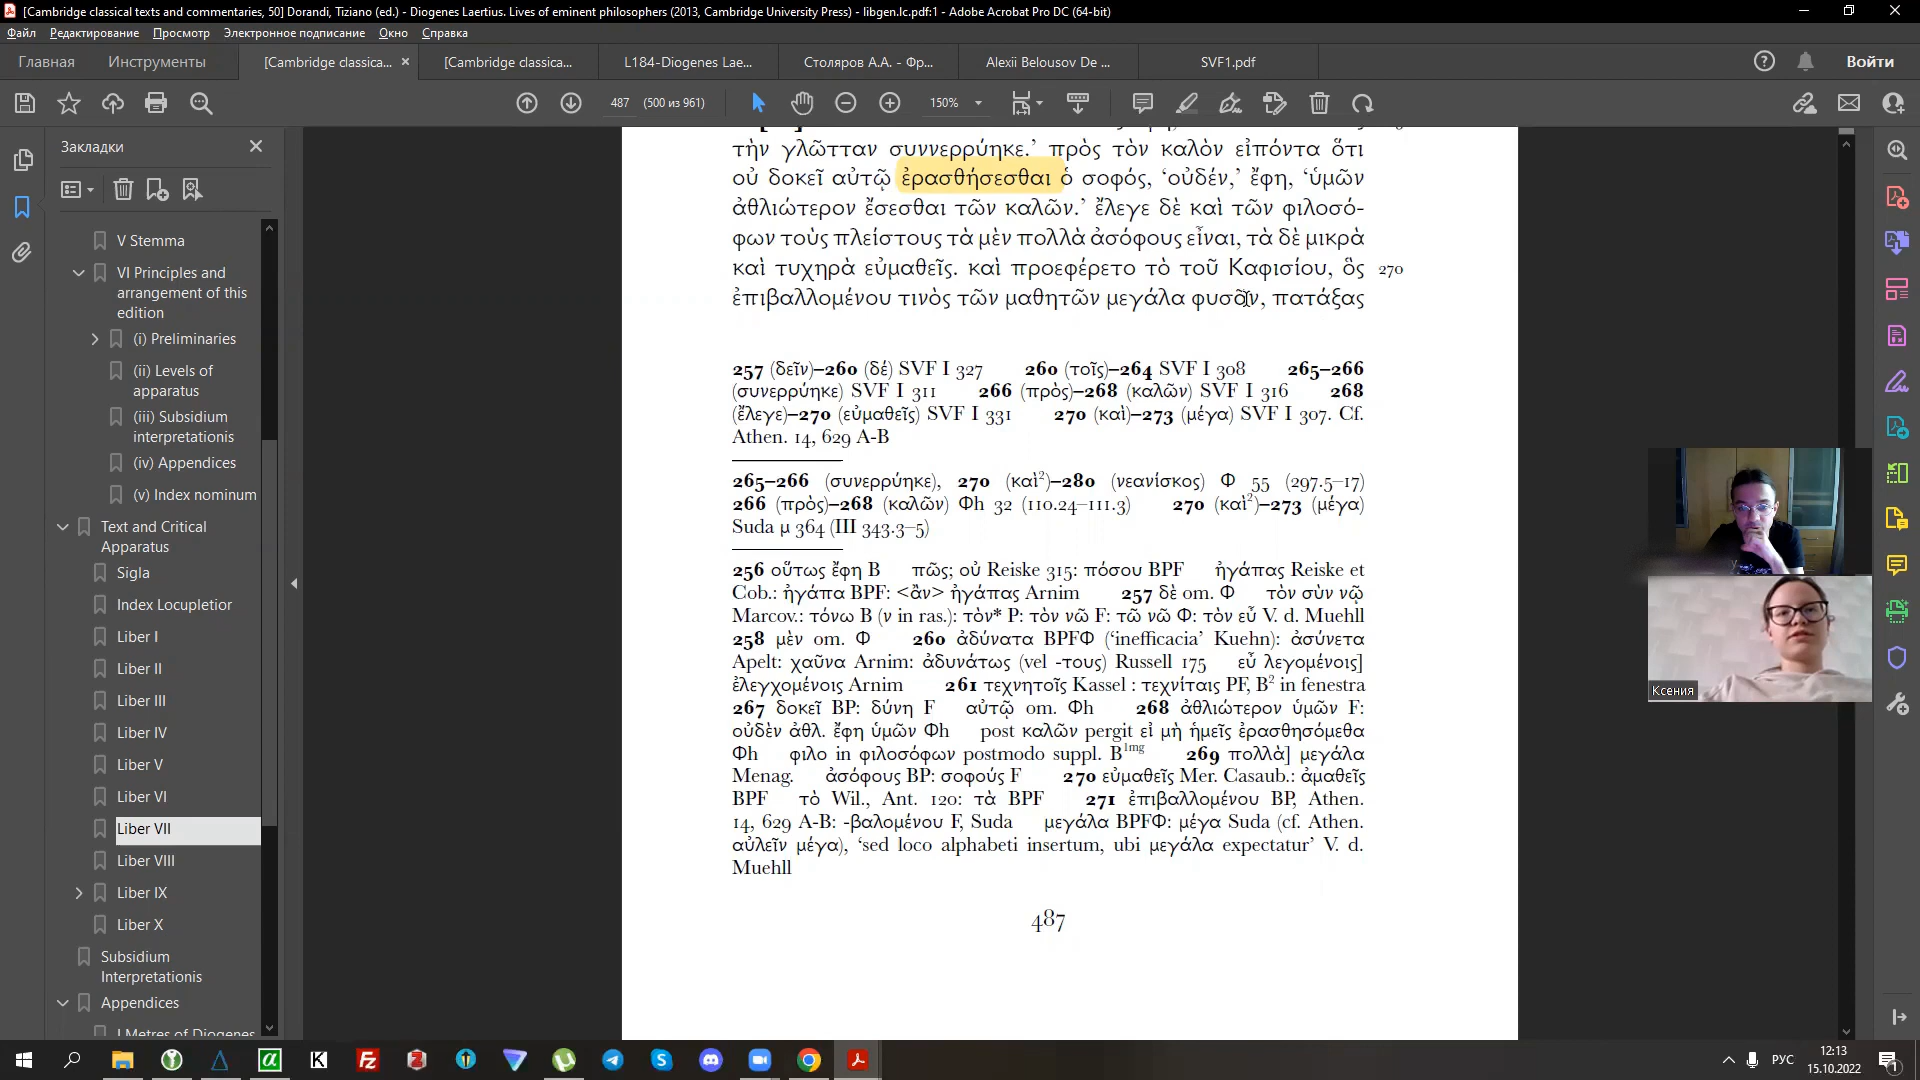 [Cambridge classical texts and commentaries, 50] Dorandi, Tiziano (ed.) - Diogenes Laertius. Lives of eminent philosophers (2013, Cambridge University Press) - libgen.lc.pdf:1 - Adobe Acrobat Pro DC (64-bit)
Файл Редактирование Просмотр Электронное подписание Окно Справка
Главная Инструменты [Cambridge classica... × [Cambridge classica... L184-Diogenes Lae... Столяров А.А. - Фр... Alexii Belousov De ... SVF1.pdf Войти
487 (500 из 961) 150%
Закладки
V Stemma
VI Principles and
arrangement of this
edition
(i) Preliminaries
(ii) Levels of
apparatus
(iii) Subsidium
interpretationis
(iv) Appendices
(v) Index nominum
Text and Critical
Apparatus
Sigla
Index Locupletior
Liber I
Liber II
Liber III
Liber IV
Liber V
Liber VI
Liber VII
Liber VIII
Liber IX
Liber X
Subsidium
Interpretationis
Appendices
I Metres of Diogenes
τὴν γλῶτταν συννερρύηκε.’ πρὸς τὸν καλὸν εἰπόντα ὅτι
οὐ δοκεῖ αὐτῷ ἐρασθήσεσθαι ὁ σοφός, ‘οὐδέν,’ ἔφη, ‘ὑμῶν
ἀθλιώτερον ἔσεσθαι τῶν καλῶν.’ ἔλεγε δὲ καὶ τῶν φιλοσό-
φων τοὺς πλείστους τὰ μὲν πολλὰ ἀσόφους εἶναι, τὰ δὲ μικρὰ
καὶ τυχηρὰ εὐμαθεῖς. καὶ προεφέρετο τὸ τοῦ Καφισίου, ὃς 270
ἐπιβαλλομένου τινὸς τῶν μαθητῶν μεγάλα φυσᾶν, πατάξας
257 (δεῖν)–260 (δέ) SVF I 327 260 (τοῖς)–264 SVF I 308 265–266
(συνερρύηκε) SVF I 311 266 (πρὸς)–268 (καλῶν) SVF I 316 268
(ἔλεγε)–270 (εὐμαθεῖς) SVF I 331 270 (καὶ)–273 (μέγα) SVF I 307. Cf.
Athen. 14, 629 A-B
265–266 (συνερρύηκε), 270 (καὶ²)–280 (νεανίσκος) Φ 55 (297.5–17)
266 (πρὸς)–268 (καλῶν) Φh 32 (110.24–111.3) 270 (καὶ²)–273 (μέγα)
Suda μ 364 (III 343.3–5)
256 οὕτως ἔφη B πῶς; οὐ Reiske 315: πόσου BPF ἠγάπας Reiske et
Cob.: ἠγάπα BPF: <ἂν> ἠγάπας Arnim 257 δὲ om. Φ τὸν σὺν νῷ
Marcov.: τόνω B (ν in ras.): τὸν* P: τὸν νῶ F: τῶ νῶ Φ: τὸν εὖ V. d. Muehll
258 μὲν om. Φ 260 ἀδύνατα BPFΦ (‘inefficacia’ Kuehn): ἀσύνετα
Apelt: χαῦνα Arnim: ἀδυνάτως (vel -τους) Russell 175 εὖ λεγομένοις]
ἐλεγχομένοις Arnim 261 τεχνητοῖς Kassel : τεχνίταις PF, B² in fenestra
267 δοκεῖ BP: δύνη F αὐτῷ om. Φh 268 ἀθλιώτερον ὑμῶν F:
οὐδὲν ἀθλ. ἔφη ὑμῶν Φh post καλῶν pergit εἰ μὴ ἡμεῖς ἐρασθησόμεθα
Φh φιλο in φιλοσόφων postmodo suppl. B¹ᵐᵍ 269 πολλὰ] μεγάλα
Menag. ἀσόφους BP: σοφούς F 270 εὐμαθεῖς Mer. Casaub.: ἀμαθεῖς
BPF τὸ Wil., Ant. 120: τὰ BPF 271 ἐπιβαλλομένου BP, Athen.
14, 629 A-B: -βαλομένου F, Suda μεγάλα BPFΦ: μέγα Suda (cf. Athen.
αὐλεῖν μέγα), ‘sed loco alphabeti insertum, ubi μεγάλα expectatur’ V. d.
Muehll
487
Ксения
РУС
12:13
15.10.2022